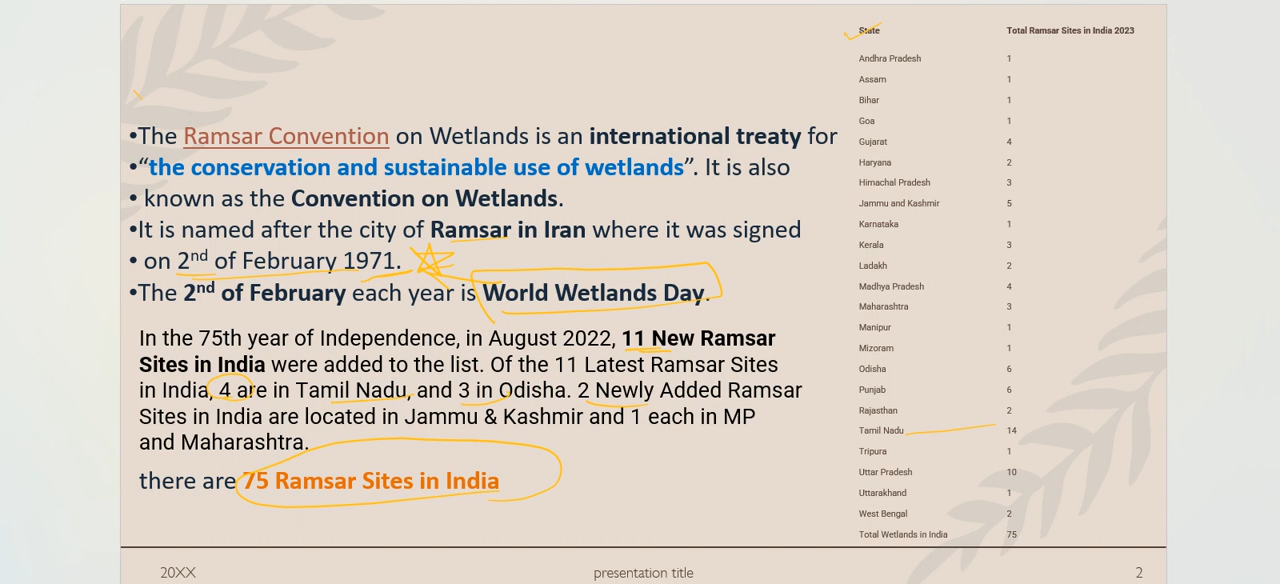 •The Ramsar Convention on Wetlands is an international treaty for
•“the conservation and sustainable use of wetlands”. It is also
• known as the Convention on Wetlands.
•It is named after the city of Ramsar in Iran where it was signed
• on 2nd of February 1971.
•The 2nd of February each year is World Wetlands Day.
In the 75th year of Independence, in August 2022, 11 New Ramsar
Sites in India were added to the list. Of the 11 Latest Ramsar Sites
in India, 4 are in Tamil Nadu, and 3 in Odisha. 2 Newly Added Ramsar
Sites in India are located in Jammu & Kashmir and 1 each in MP
and Maharashtra.
there are 75 Ramsar Sites in India
State Total Ramsar Sites in India 2023
Andhra Pradesh 1
Assam 1
Bihar 1
Goa 1
Gujarat 4
Haryana 2
Himachal Pradesh 3
Jammu and Kashmir 5
Karnataka 1
Kerala 3
Ladakh 2
Madhya Pradesh 4
Maharashtra 3
Manipur 1
Mizoram 1
Odisha 6
Punjab 6
Rajasthan 2
Tamil Nadu 14
Tripura 1
Uttar Pradesh 10
Uttarakhand 1
West Bengal 2
Total Wetlands in India 75
20XX presentation title 2